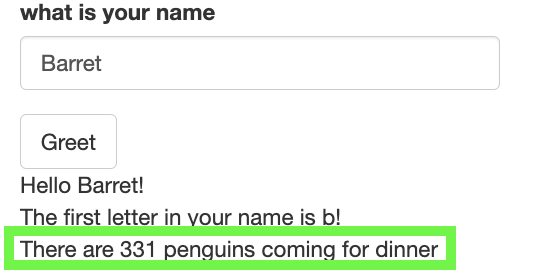 what is your name
Barret
Greet
Hello Barret!
The first letter in your name is b!
There are 331 penguins coming for dinner